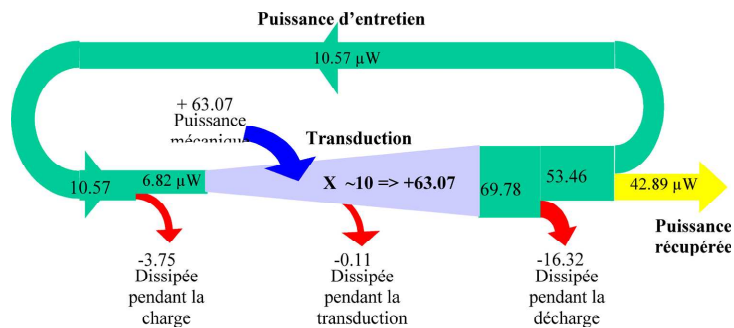 Puissance d'entretien
10.57 µW
+ 63.07
Puissance
mécanique
Transduction
10.57
6.82 µW
X ~10 => +63.07
69.78
53.46
42.89 µW
Puissance
récupérée
-3.75
Dissipée
pendant la
charge
-0.11
Dissipée
pendant la
transduction
-16.32
Dissipée
pendant la
décharge